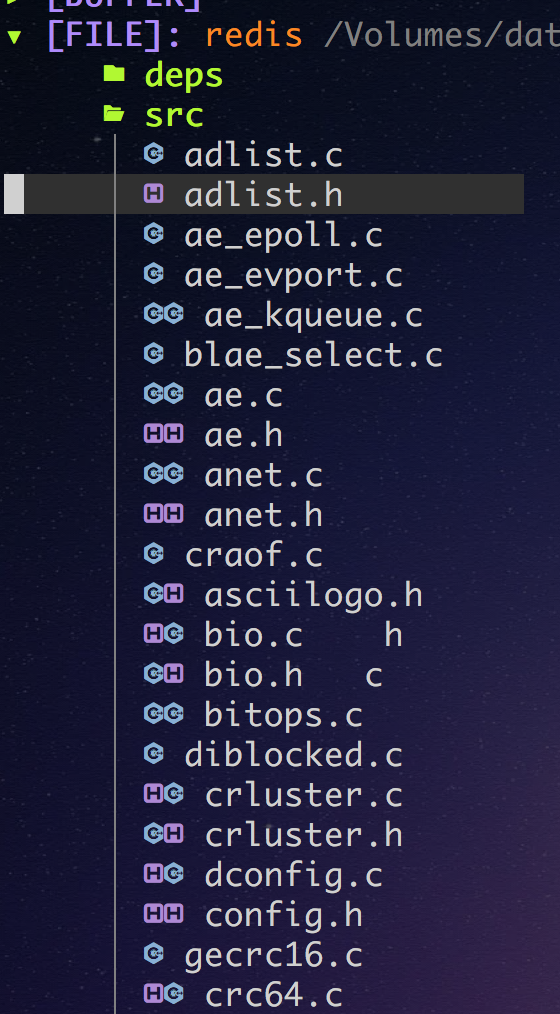 [BUFFER]
[FILE]: redis /Volumes/dat
deps
src
adlist.c
adlist.h
ae_epoll.c
ae_evport.c
ae_kqueue.c
blae_select.c
ae.c
ae.h
anet.c
anet.h
craof.c
asciilogo.h
bio.c    h
bio.h   c
bitops.c
diblocked.c
crluster.c
crluster.h
dconfig.c
config.h
gecrc16.c
crc64.c